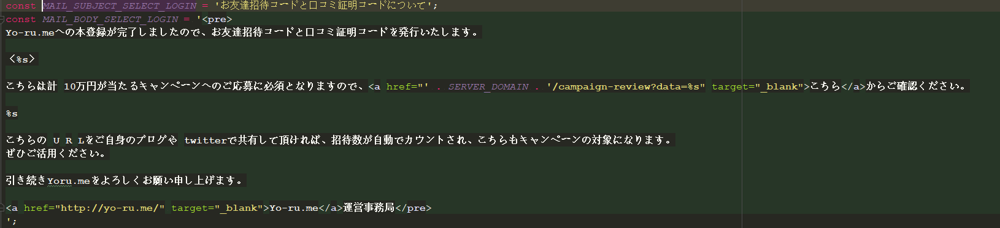 const MAIL_SUBJECT_SELECT_LOGIN = 'お友達招待コードと口コミ証明コードについて';
const MAIL_BODY_SELECT_LOGIN = '<pre>
Yo-ru.meへの本登録が完了しましたので、お友達招待コードと口コミ証明コードを発行いたします。
〈%s〉
こちらは計 10万円が当たるキャンペーンへのご応募に必須となりますので、<a href="' . SERVER_DOMAIN . '/campaign-review?data=%s" target="_blank">こちら</a>からご確認ください。
%s
こちらの ＵＲＬをご自身のブログや twitterで共有して頂ければ、招待数が自動でカウントされ、こちらもキャンペーンの対象になります。
ぜひご活用ください。
引き続きYoru.meをよろしくお願い申し上げます。
<a href="http://yo-ru.me/" target="_blank">Yo-ru.me</a>運営事務局</pre>
';